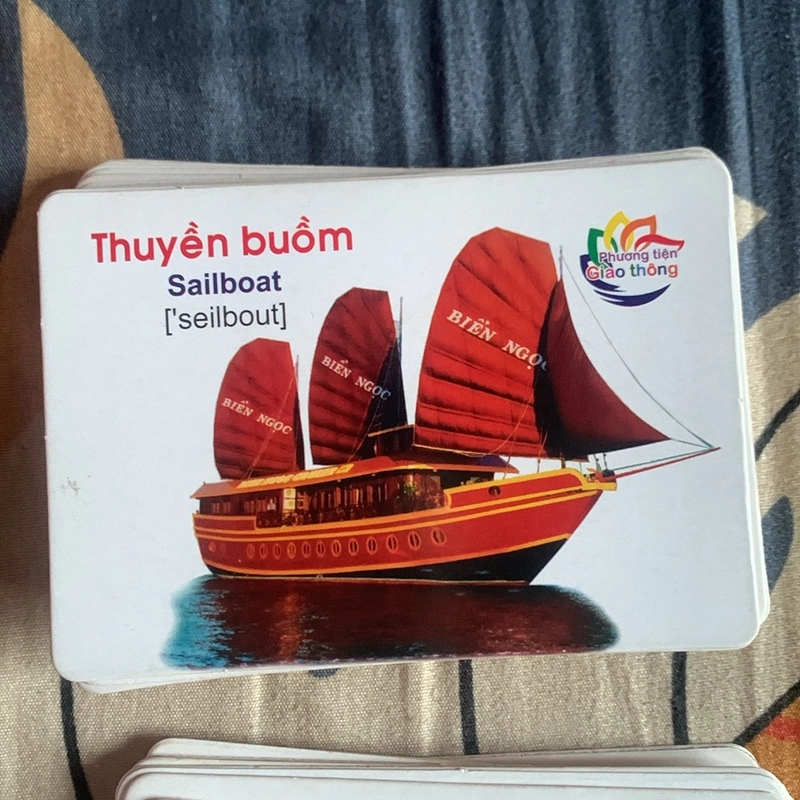 Thuyền buồm
Sailboat
['seilbout]
Phương tiện
Giao thông
BIỂN NGỌC
BIỂN NGỌC
BIỂN NGỌC